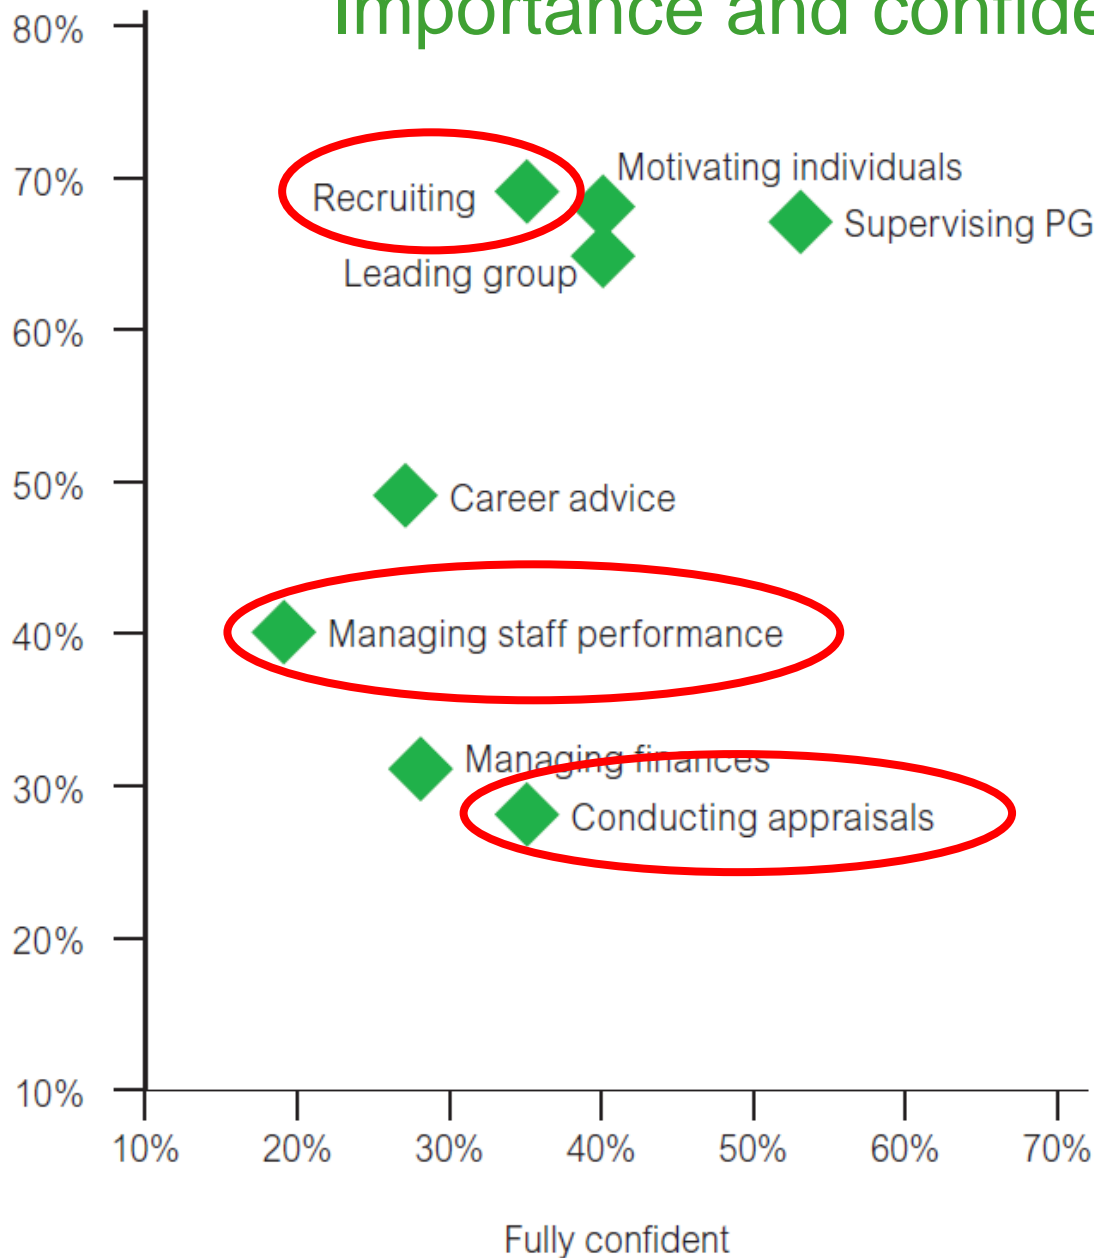 Importance and confide
80%
70%
60%
50%
40%
30%
20%
10%
Motivating individuals
Recruiting
Supervising PG
Leading group
Career advice
Managing staff performance
Managing finances
Conducting appraisals
10% 20% 30% 40% 50% 60% 70%
Fully confident